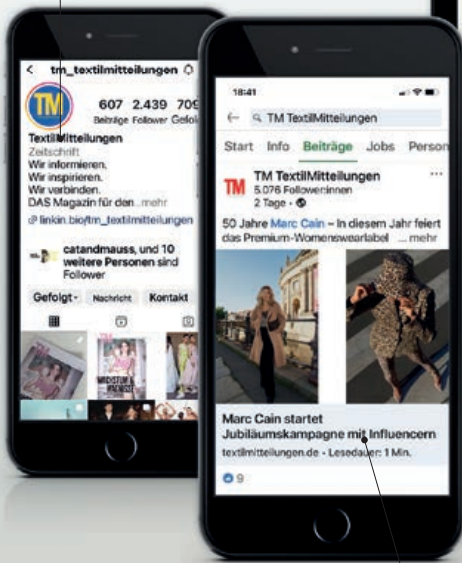 tm_textilmitteilungen
TM
607 2.439 709
Beiträge Follower Gefol
TextilMitteilungen
Zeitschrift
Wir informieren.
Wir inspirieren.
Wir verbinden.
DAS Magazin für den...mehr
linkin.bio/tm_textilmitteilungen
catandmauss, und 10
weitere Personen sind
Follower
Gefolgt Nachricht Kontakt
WACHSTUM
18:41
TM TextilMitteilungen
Start Info Beiträge Jobs Person
TM
TM TextilMitteilungen
5.076 Follower:innen
2 Tage •
50 Jahre Marc Cain – In diesem Jahr feiert
das Premium-Womenswearlabel ... mehr
Marc Cain startet
Jubiläumskampagne mit Influencern
textilmitteilungen.de • Lesedauer: 1 Min.
9